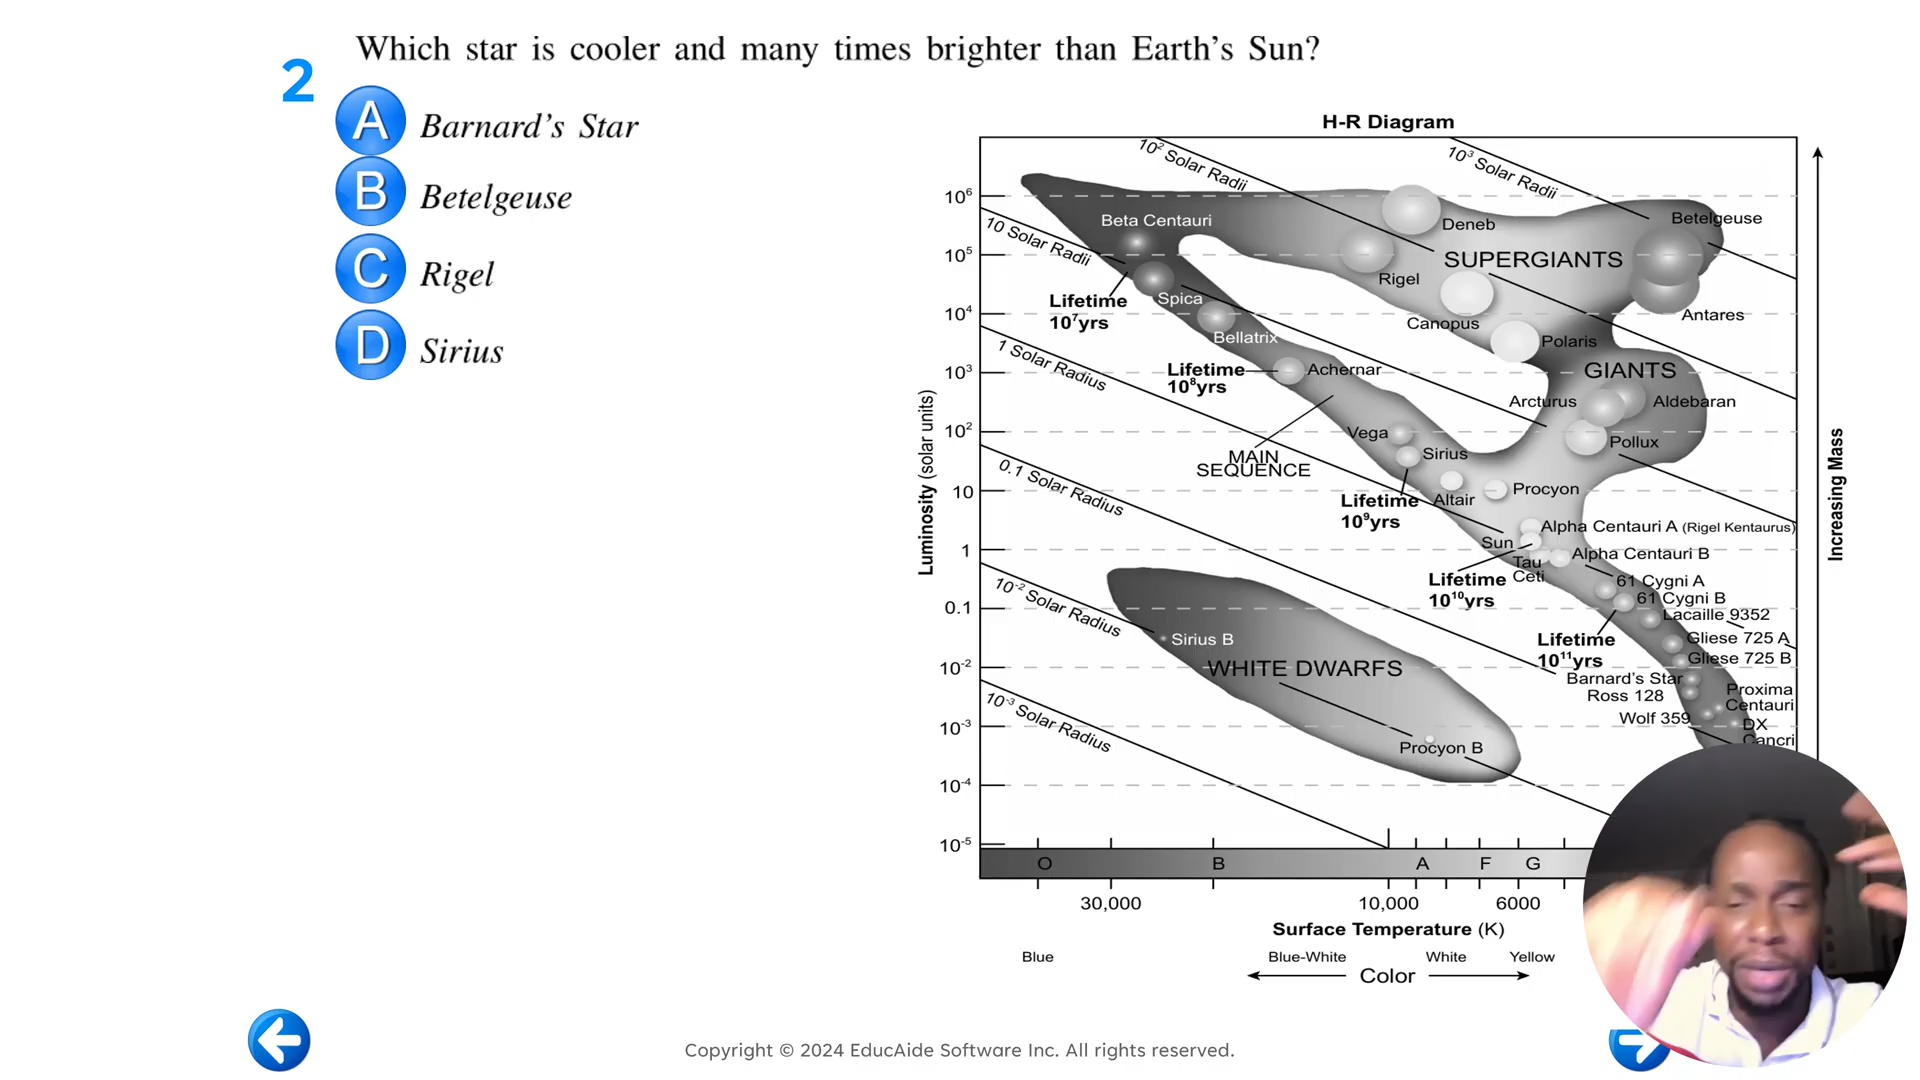 Which star is cooler and many times brighter than Earth's Sun?
2
A Barnard's Star
B Betelgeuse
C Rigel
D Sirius
H-R Diagram
10² Solar Radii
10³ Solar Radii
10 Solar Radii
1 Solar Radius
0.1 Solar Radius
10⁻² Solar Radius
10⁻³ Solar Radius
Luminosity (solar units)
10⁶
10⁵
10⁴
10³
10²
10
1
0.1
10⁻²
10⁻³
10⁻⁴
10⁻⁵
Beta Centauri
Deneb
Betelgeuse
SUPERGIANTS
Rigel
Spica
Lifetime
10⁷yrs
Canopus
Antares
Bellatrix
Polaris
Lifetime
10⁸yrs
Achernar
GIANTS
Arcturus
Aldebaran
Vega
Pollux
MAIN
SEQUENCE
Sirius
Lifetime
10⁹yrs
Altair
Procyon
Alpha Centauri A (Rigel Kentaurus)
Sun
Alpha Centauri B
Tau
Ceti
Lifetime
10¹⁰yrs
61 Cygni A
61 Cygni B
Lacaille 9352
Lifetime
10¹¹yrs
Gliese 725 A
Gliese 725 B
Barnard's Star
Ross 128
Proxima
Centauri
Wolf 359
DX
Cancri
Sirius B
WHITE DWARFS
Procyon B
Increasing Mass
O B A F G
30,000 10,000 6000
Surface Temperature (K)
Blue Blue-White White Yellow
Color
Copyright © 2024 EducAide Software Inc. All rights reserved.